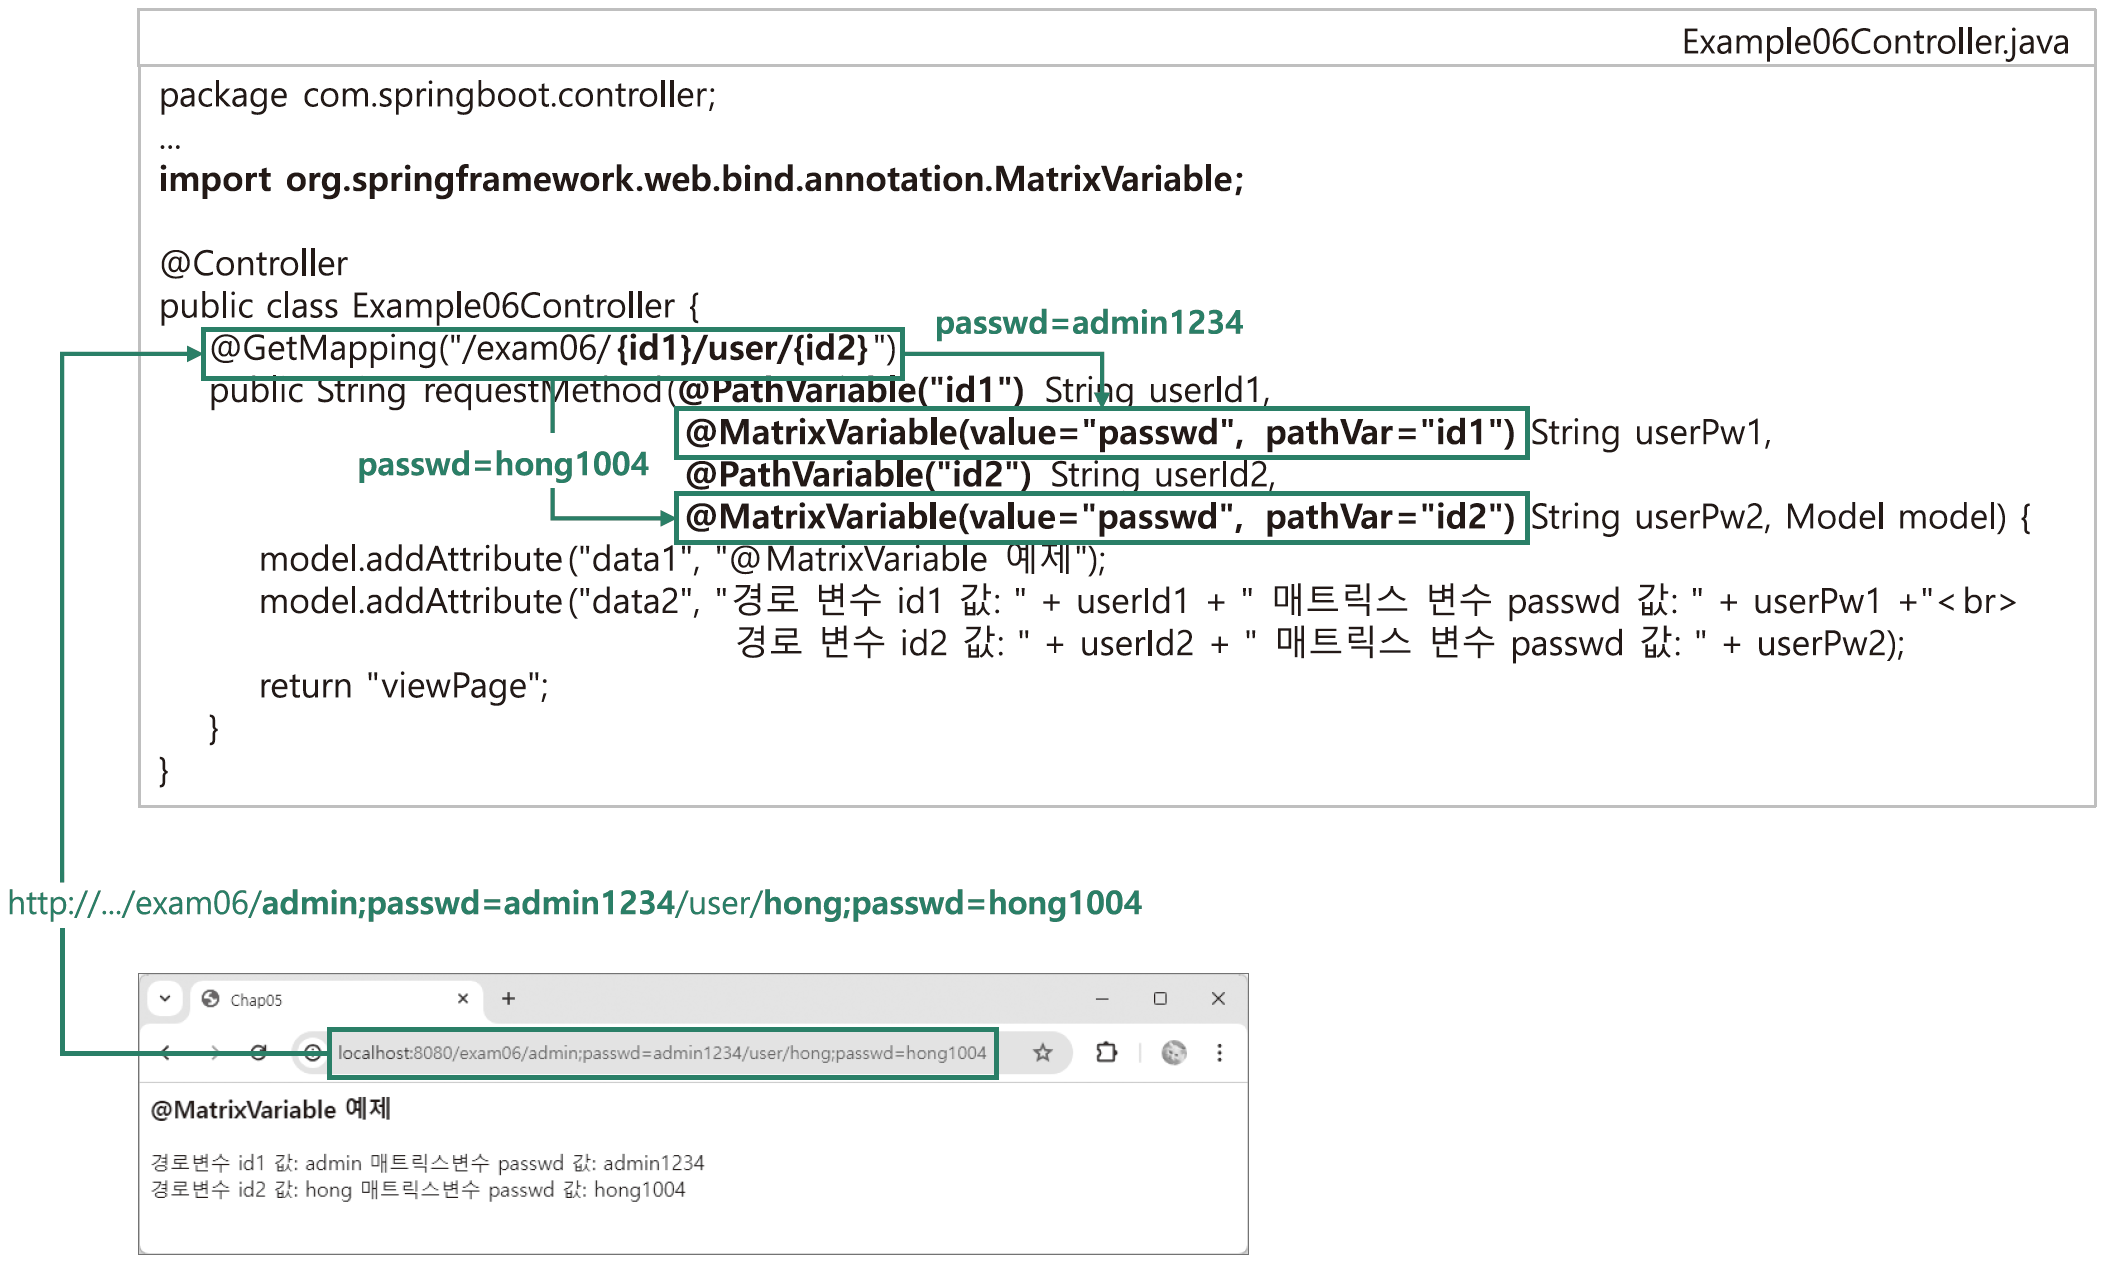 Example06Controller.java
package com.springboot.controller;
...
import org.springframework.web.bind.annotation.MatrixVariable;
@Controller
public class Example06Controller {
passwd=admin1234
@GetMapping("/exam06/{id1}/user/{id2}")
public String requestMethod(@PathVariable("id1") String userId1,
@MatrixVariable(value="passwd", pathVar="id1") String userPw1,
passwd=hong1004
@PathVariable("id2") String userId2,
@MatrixVariable(value="passwd", pathVar="id2") String userPw2, Model model) {
model.addAttribute("data1", "@MatrixVariable 예제");
model.addAttribute("data2", "경로 변수 id1 값: " + userId1 + " 매트릭스 변수 passwd 값: " + userPw1 +"<br>
경로 변수 id2 값: " + userId2 + " 매트릭스 변수 passwd 값: " + userPw2);
return "viewPage";
}
}
http://.../exam06/admin;passwd=admin1234/user/hong;passwd=hong1004
Chap05
localhost:8080/exam06/admin;passwd=admin1234/user/hong;passwd=hong1004
@MatrixVariable 예제
경로변수 id1 값: admin 매트릭스변수 passwd 값: admin1234
경로변수 id2 값: hong 매트릭스변수 passwd 값: hong1004